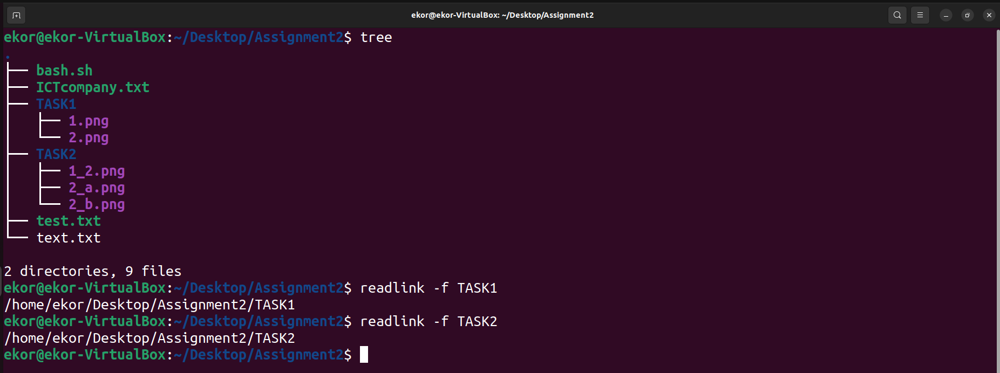 ekor@ekor-VirtualBox: ~/Desktop/Assignment2
ekor@ekor-VirtualBox:~/Desktop/Assignment2$ tree
.
├── bash.sh
├── ICTcompany.txt
├── TASK1
│   ├── 1.png
│   └── 2.png
├── TASK2
│   ├── 1_2.png
│   ├── 2_a.png
│   └── 2_b.png
├── test.txt
└── text.txt
2 directories, 9 files
ekor@ekor-VirtualBox:~/Desktop/Assignment2$ readlink -f TASK1
/home/ekor/Desktop/Assignment2/TASK1
ekor@ekor-VirtualBox:~/Desktop/Assignment2$ readlink -f TASK2
/home/ekor/Desktop/Assignment2/TASK2
ekor@ekor-VirtualBox:~/Desktop/Assignment2$